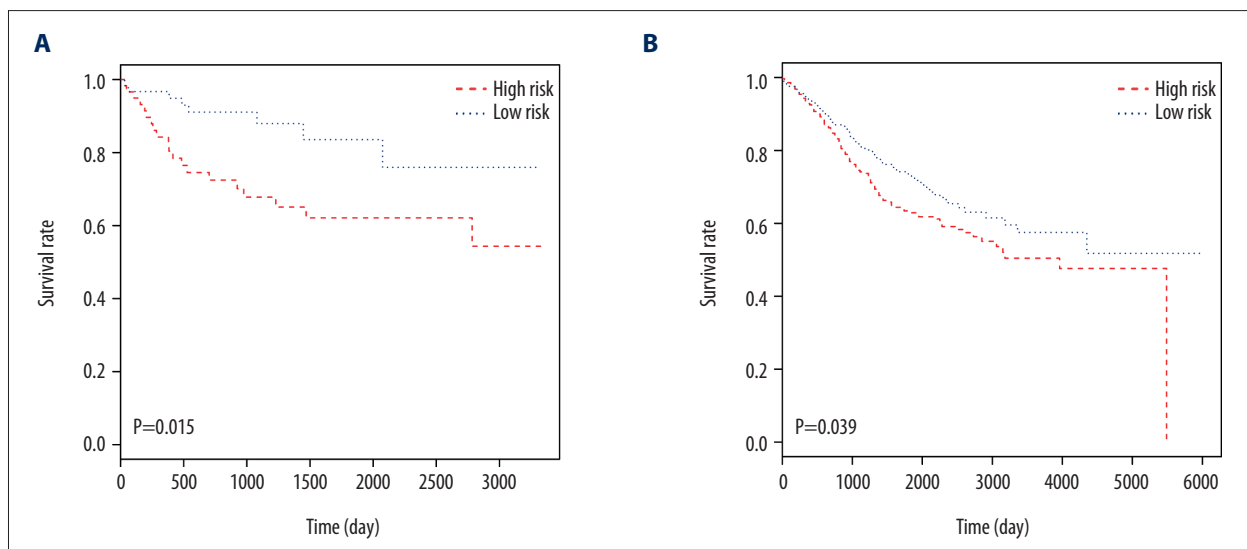 A
1.0
0.8
0.6
0.4
0.2
0.0
Survival rate
High risk
Low risk
P=0.015
0 500 1000 1500 2000 2500 3000
Time (day)
B
1.0
0.8
0.6
0.4
0.2
0.0
Survival rate
High risk
Low risk
P=0.039
0 1000 2000 3000 4000 5000 6000
Time (day)